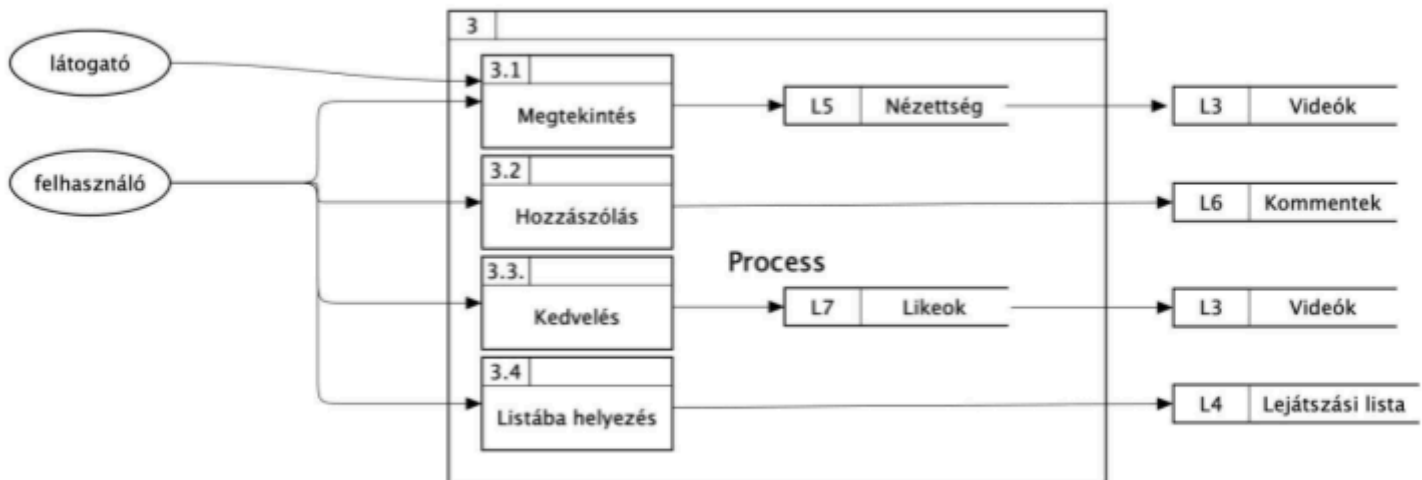 3
látogató
3.1
Megtekintés
L5 Nézettség
L3 Videók
felhasználó
3.2
Hozzászólás
L6 Kommentek
Process
3.3.
Kedvelés
L7 Likeok
L3 Videók
3.4
Listába helyezés
L4 Lejátszási lista